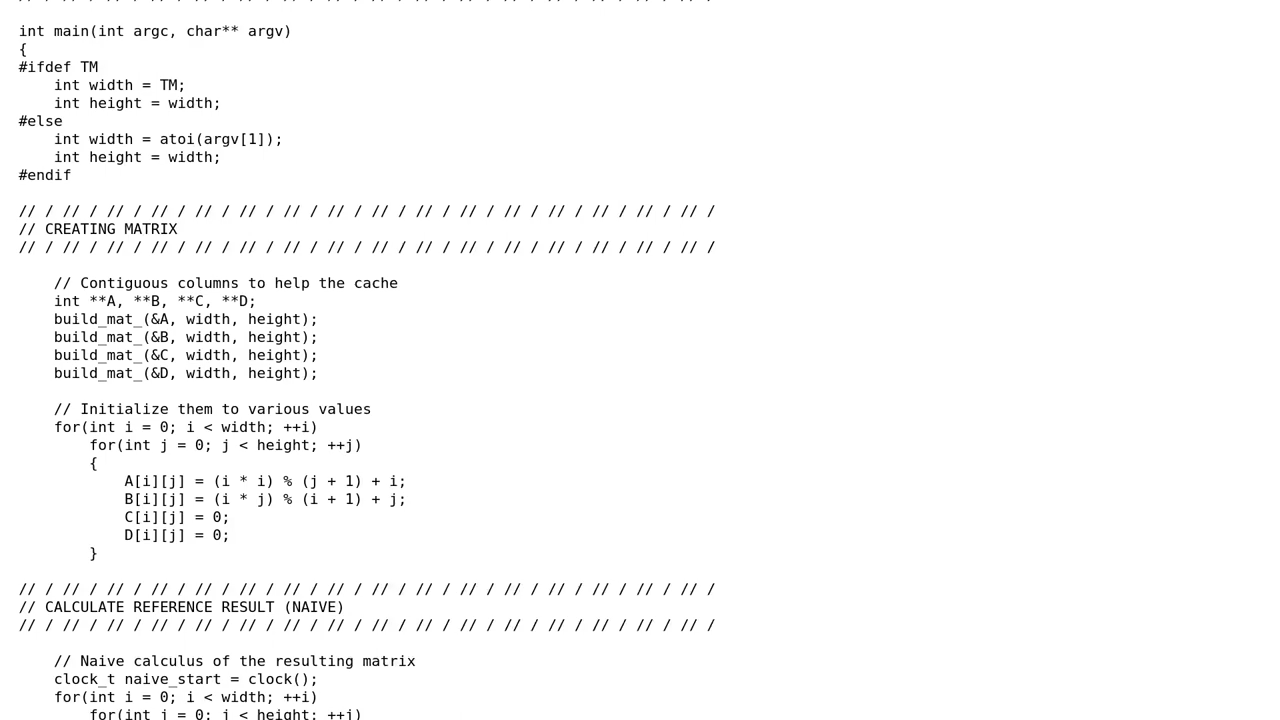 // / // / // / // / // / // / // / // / // / // / // / // / // / // / // / // /
int main(int argc, char** argv)
{
#ifdef TM
    int width = TM;
    int height = width;
#else
    int width = atoi(argv[1]);
    int height = width;
#endif
// / // / // / // / // / // / // / // / // / // / // / // / // / // / // / // /
// CREATING MATRIX
// / // / // / // / // / // / // / // / // / // / // / // / // / // / // / // /
    // Contiguous columns to help the cache
    int **A, **B, **C, **D;
    build_mat_(&A, width, height);
    build_mat_(&B, width, height);
    build_mat_(&C, width, height);
    build_mat_(&D, width, height);
    // Initialize them to various values
    for(int i = 0; i < width; ++i)
        for(int j = 0; j < height; ++j)
        {
            A[i][j] = (i * i) % (j + 1) + i;
            B[i][j] = (i * j) % (i + 1) + j;
            C[i][j] = 0;
            D[i][j] = 0;
        }
// / // / // / // / // / // / // / // / // / // / // / // / // / // / // / // /
// CALCULATE REFERENCE RESULT (NAIVE)
// / // / // / // / // / // / // / // / // / // / // / // / // / // / // / // /
    // Naive calculus of the resulting matrix
    clock_t naive_start = clock();
    for(int i = 0; i < width; ++i)
        for(int j = 0; j < height; ++j)